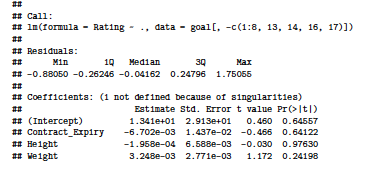 ##
## Call:
## lm(formula = Rating ~ ., data = goal[, -c(1:8, 13, 14, 16, 17)])
##
## Residuals:
## Min 1Q Median 3Q Max
## -0.88050 -0.26246 -0.04162 0.24796 1.75055
##
## Coefficients: (1 not defined because of singularities)
## Estimate Std. Error t value Pr(>|t|)
## (Intercept) 1.341e+01 2.913e+01 0.460 0.64557
## Contract_Expiry -6.702e-03 1.437e-02 -0.466 0.64122
## Height -1.958e-04 6.588e-03 -0.030 0.97630
## Weight 3.248e-03 2.771e-03 1.172 0.24198